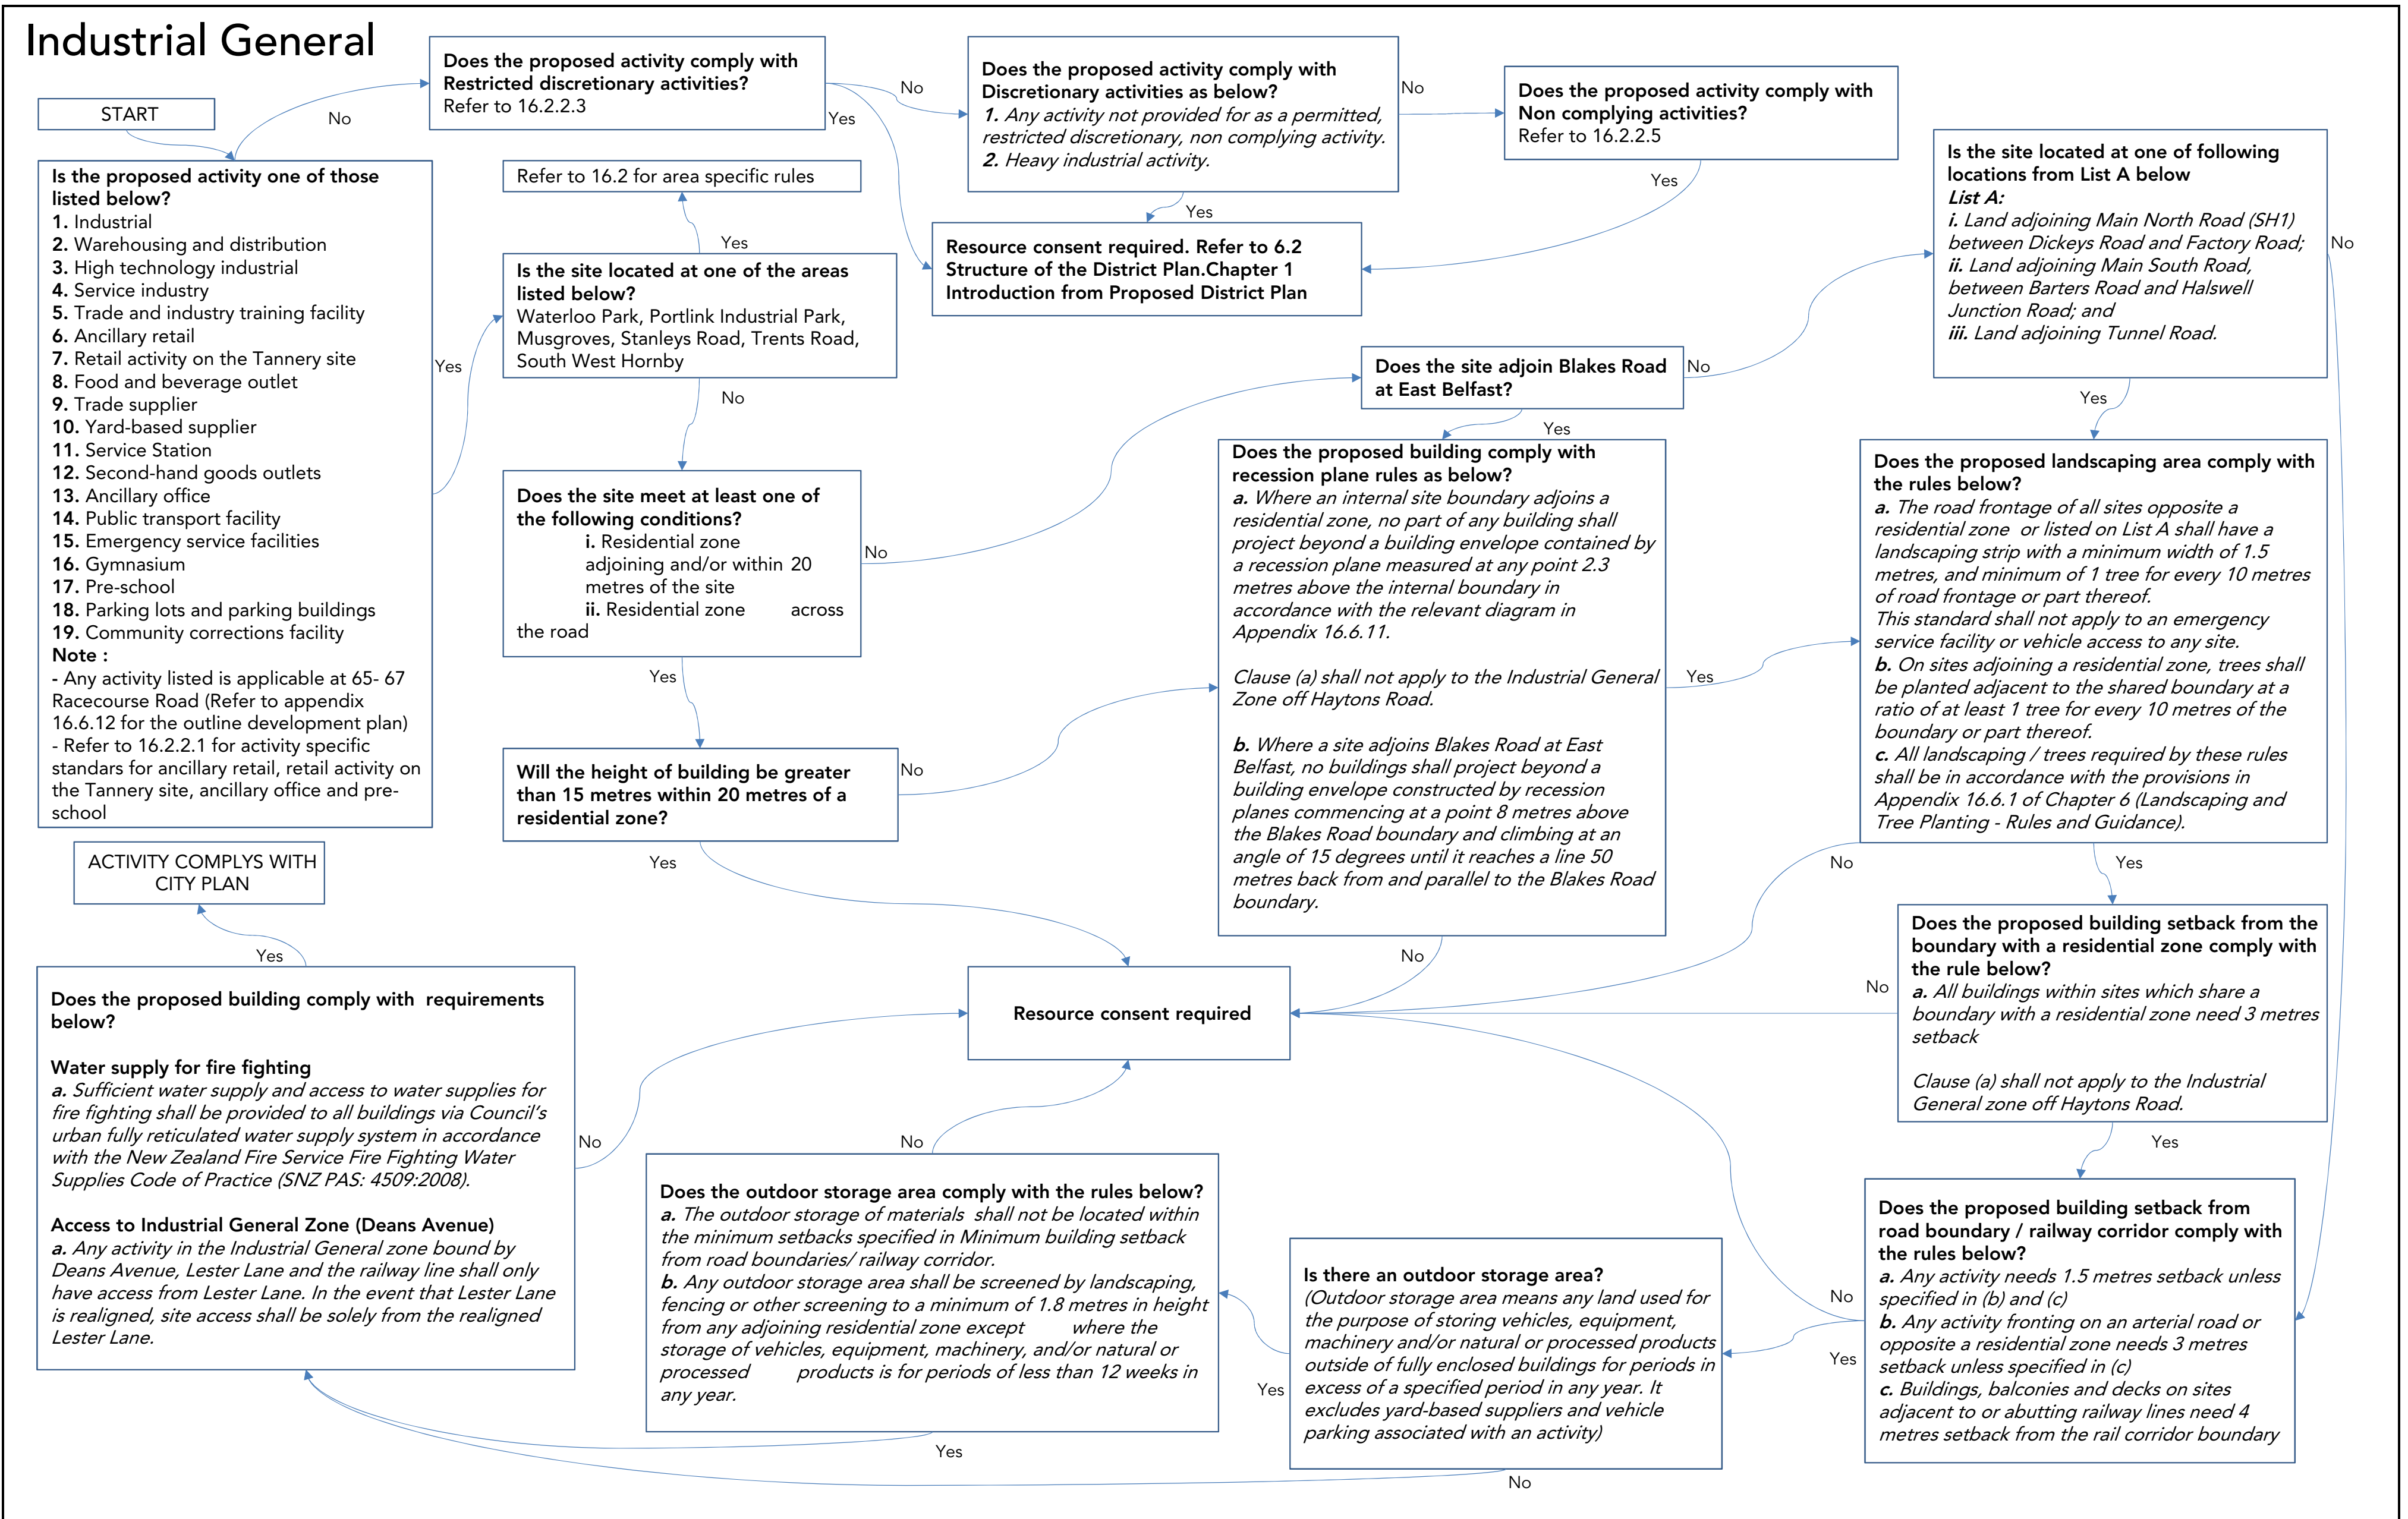 Industrial General
START
No
Does the proposed activity comply with
Restricted discretionary activities?
Refer to 16.2.2.3
No
Yes
Does the proposed activity comply with
Discretionary activities as below?
1. Any activity not provided for as a permitted,
restricted discretionary, non complying activity.
2. Heavy industrial activity.
No
Yes
Does the proposed activity comply with
Non complying activities?
Refer to 16.2.2.5
Yes
Resource consent required. Refer to 6.2
Structure of the District Plan.Chapter 1
Introduction from Proposed District Plan
Is the proposed activity one of those
listed below?
1. Industrial
2. Warehousing and distribution
3. High technology industrial
4. Service industry
5. Trade and industry training facility
6. Ancillary retail
7. Retail activity on the Tannery site
8. Food and beverage outlet
9. Trade supplier
10. Yard-based supplier
11. Service Station
12. Second-hand goods outlets
13. Ancillary office
14. Public transport facility
15. Emergency service facilities
16. Gymnasium
17. Pre-school
18. Parking lots and parking buildings
19. Community corrections facility
Note :
- Any activity listed is applicable at 65- 67
Racecourse Road (Refer to appendix
16.6.12 for the outline development plan)
- Refer to 16.2.2.1 for activity specific
standars for ancillary retail, retail activity on
the Tannery site, ancillary office and pre-
school
Yes
Refer to 16.2 for area specific rules
Yes
Is the site located at one of the areas
listed below?
Waterloo Park, Portlink Industrial Park,
Musgroves, Stanleys Road, Trents Road,
South West Hornby
No
Does the site meet at least one of
the following conditions?
i. Residential zone
adjoining and/or within 20
metres of the site
ii. Residential zone across
the road
No
Yes
Will the height of building be greater
than 15 metres within 20 metres of a
residential zone?
No
Yes
Does the site adjoin Blakes Road
at East Belfast?
No
Yes
Does the proposed building comply with
recession plane rules as below?
a. Where an internal site boundary adjoins a
residential zone, no part of any building shall
project beyond a building envelope contained by
a recession plane measured at any point 2.3
metres above the internal boundary in
accordance with the relevant diagram in
Appendix 16.6.11.
Clause (a) shall not apply to the Industrial General
Zone off Haytons Road.
b. Where a site adjoins Blakes Road at East
Belfast, no buildings shall project beyond a
building envelope constructed by recession
planes commencing at a point 8 metres above
the Blakes Road boundary and climbing at an
angle of 15 degrees until it reaches a line 50
metres back from and parallel to the Blakes Road
boundary.
Yes
No
Is the site located at one of following
locations from List A below
List A:
i. Land adjoining Main North Road (SH1)
between Dickeys Road and Factory Road;
ii. Land adjoining Main South Road,
between Barters Road and Halswell
Junction Road; and
iii. Land adjoining Tunnel Road.
No
Yes
Does the proposed landscaping area comply with
the rules below?
a. The road frontage of all sites opposite a
residential zone or listed on List A shall have a
landscaping strip with a minimum width of 1.5
metres, and minimum of 1 tree for every 10 metres
of road frontage or part thereof.
This standard shall not apply to an emergency
service facility or vehicle access to any site.
b. On sites adjoining a residential zone, trees shall
be planted adjacent to the shared boundary at a
ratio of at least 1 tree for every 10 metres of the
boundary or part thereof.
c. All landscaping / trees required by these rules
shall be in accordance with the provisions in
Appendix 16.6.1 of Chapter 6 (Landscaping and
Tree Planting - Rules and Guidance).
No
Yes
Does the proposed building setback from the
boundary with a residential zone comply with
the rule below?
a. All buildings within sites which share a
boundary with a residential zone need 3 metres
setback
Clause (a) shall not apply to the Industrial
General zone off Haytons Road.
No
Yes
Does the proposed building setback from
road boundary / railway corridor comply with
the rules below?
a. Any activity needs 1.5 metres setback unless
specified in (b) and (c)
b. Any activity fronting on an arterial road or
opposite a residential zone needs 3 metres
setback unless specified in (c)
c. Buildings, balconies and decks on sites
adjacent to or abutting railway lines need 4
metres setback from the rail corridor boundary
No
Yes
Is there an outdoor storage area?
(Outdoor storage area means any land used for
the purpose of storing vehicles, equipment,
machinery and/or natural or processed products
outside of fully enclosed buildings for periods in
excess of a specified period in any year. It
excludes yard-based suppliers and vehicle
parking associated with an activity)
Yes
No
Does the outdoor storage area comply with the rules below?
a. The outdoor storage of materials shall not be located within
the minimum setbacks specified in Minimum building setback
from road boundaries/ railway corridor.
b. Any outdoor storage area shall be screened by landscaping,
fencing or other screening to a minimum of 1.8 metres in height
from any adjoining residential zone except where the
storage of vehicles, equipment, machinery, and/or natural or
processed products is for periods of less than 12 weeks in
any year.
No
Yes
Resource consent required
ACTIVITY COMPLYS WITH
CITY PLAN
Yes
Does the proposed building comply with requirements
below?
Water supply for fire fighting
a. Sufficient water supply and access to water supplies for
fire fighting shall be provided to all buildings via Council's
urban fully reticulated water supply system in accordance
with the New Zealand Fire Service Fire Fighting Water
Supplies Code of Practice (SNZ PAS: 4509:2008).
Access to Industrial General Zone (Deans Avenue)
a. Any activity in the Industrial General zone bound by
Deans Avenue, Lester Lane and the railway line shall only
have access from Lester Lane. In the event that Lester Lane
is realigned, site access shall be solely from the realigned
Lester Lane.
No